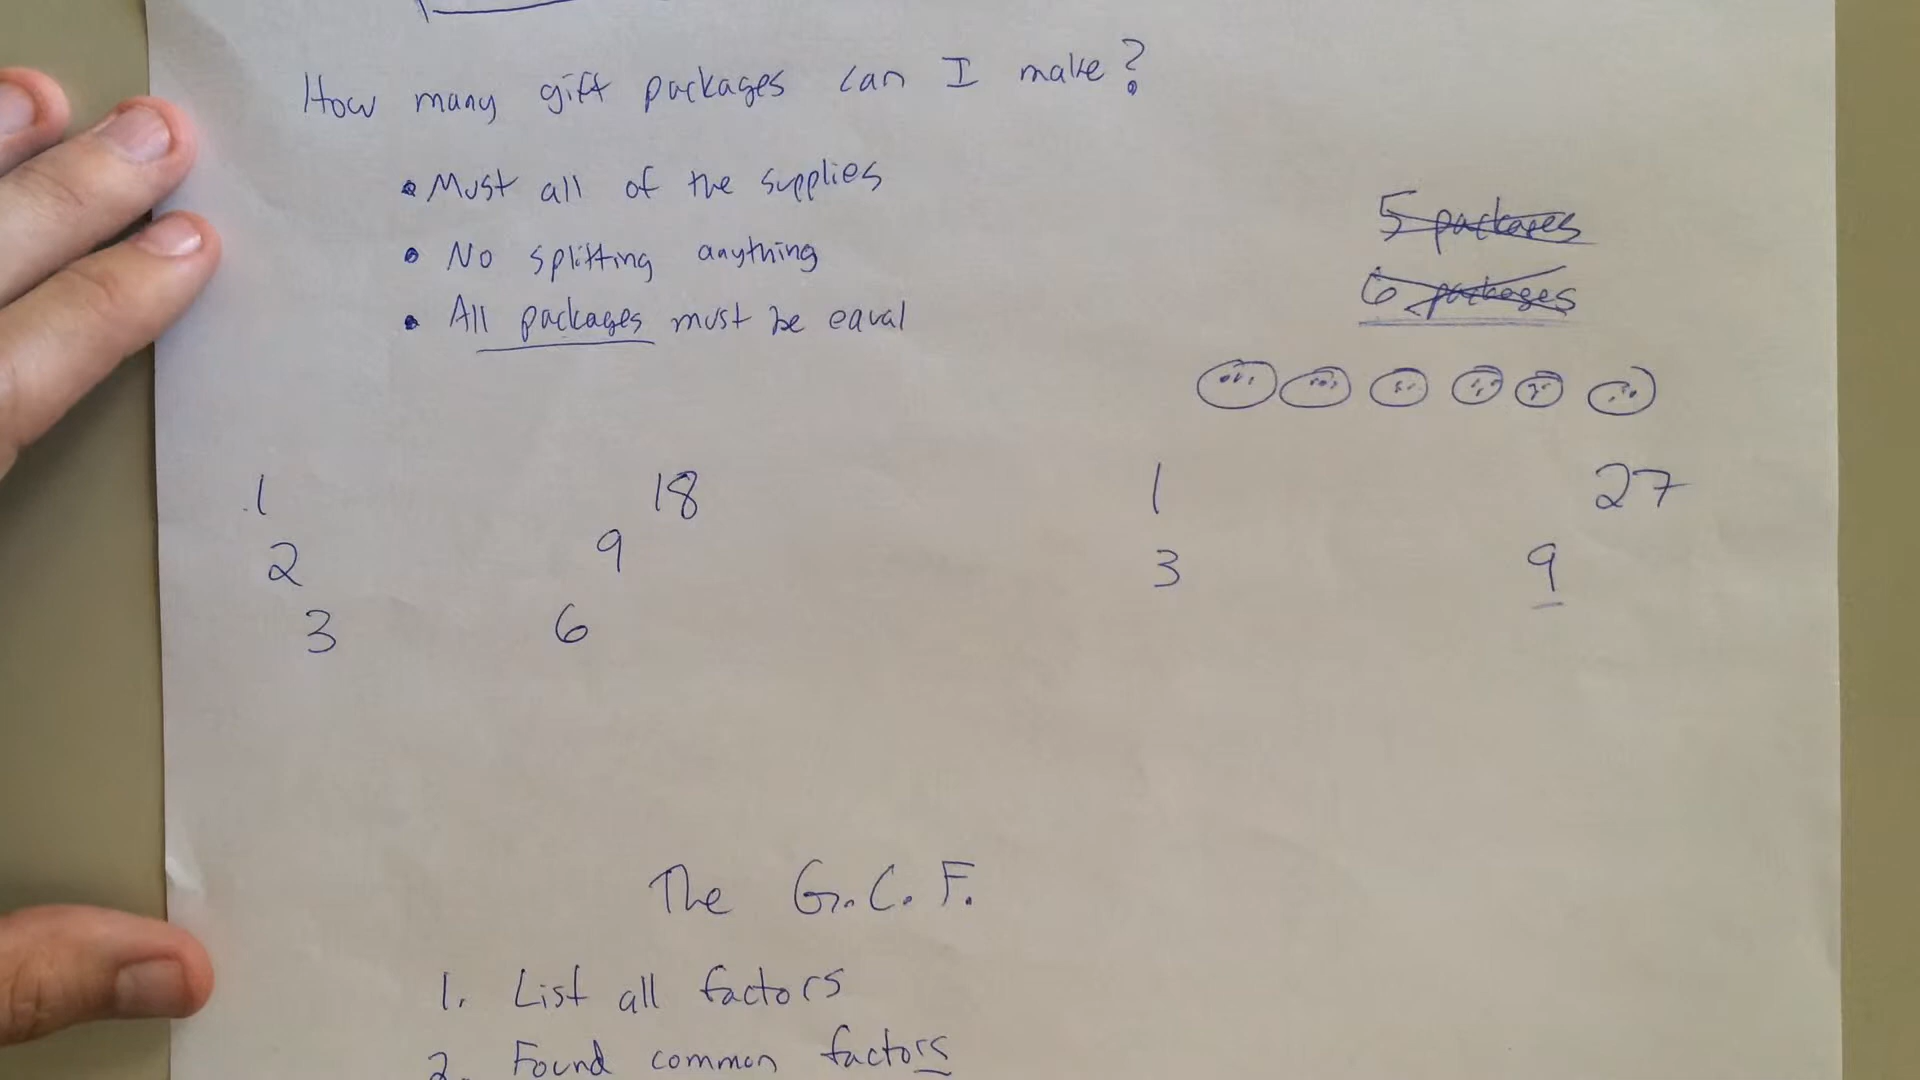 How many gift packages can I make?
• Must all of the supplies
• No splitting anything
• All packages must be equal
5 packages
6 packages
1 18
2 9
3 6
1 27
3 9
The G.C.F.
1. List all factors
2. Found common factors